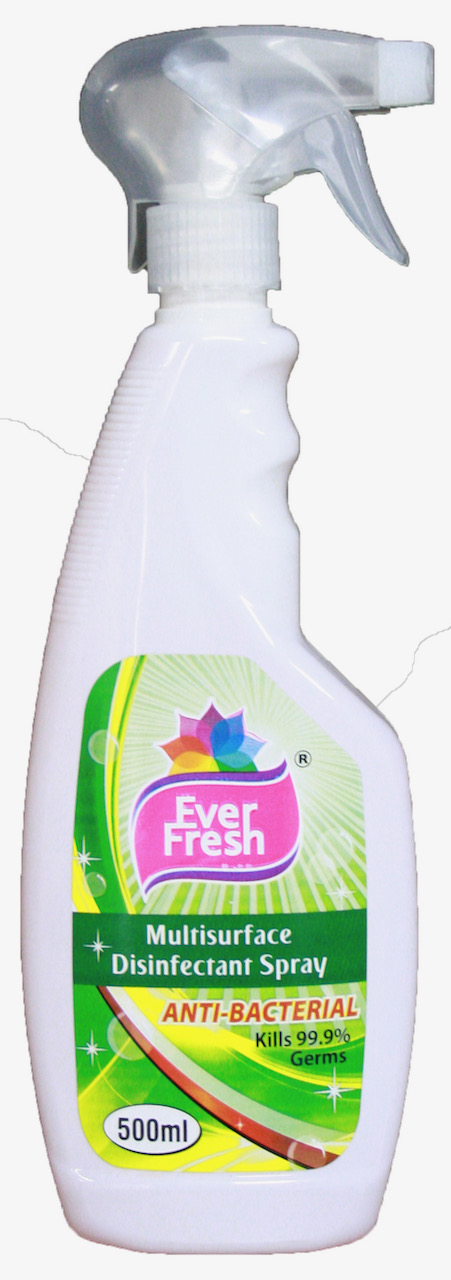 ®
Ever
Fresh
Multisurface
Disinfectant Spray
ANTI-BACTERIAL
Kills 99.9%
Germs
500ml